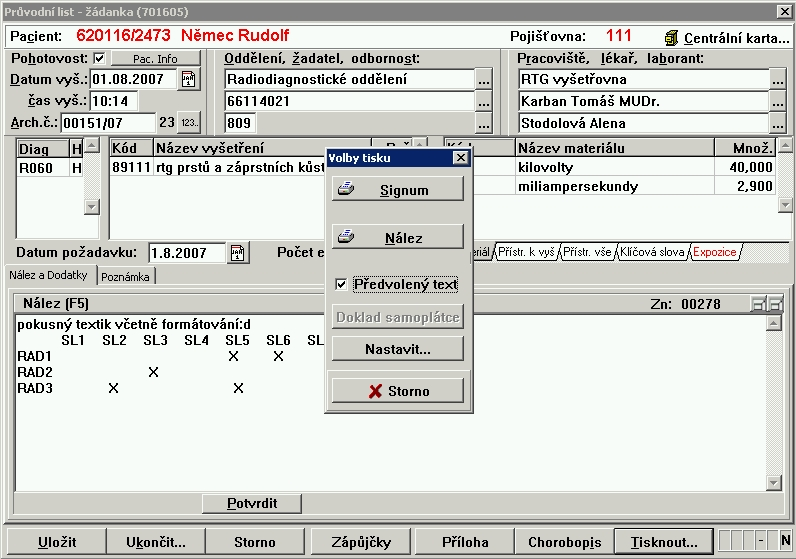 Průvodní list - žádanka (701605)
Pacient: 620116/2473 Němec Rudolf Pojišťovna: 111 Centrální karta...
Pohotovost: Pac. Info
Datum vyš.: 01.08.2007
čas vyš.: 10:14
Arch.č.: 00151/07 23 123..
Oddělení, žadatel, odbornost:
Radiodiagnostické oddělení ...
66114021 ...
809 ...
Pracoviště, lékař, laborant:
RTG vyšetřovna ...
Karban Tomáš MUDr. ...
Stodolová Alena ...
Diag H
R060 H
Kód Název vyšetření
89111 rtg prstů a záprstních kůst
Název materiálu Množ.
kilovolty 40,000
miliampersekundy 2,900
Datum požadavku: 1.8.2007 Počet e
Přístr. k vyš Přístr. vše Klíčová slova Expozice
Nález a Dodatky Poznámka
Nález (F5) Zn: 00278
pokusný textik včetně formátování:d
SL1 SL2 SL3 SL4 SL5 SL6 SL
RAD1 X X
RAD2 X
RAD3 X X
Potvrdit
Uložit Ukončit... Storno Zápůjčky Příloha Chorobopis Tisknout... - N
Volby tisku
Signum
Nález
Předvolený text
Doklad samoplátce
Nastavit...
Storno